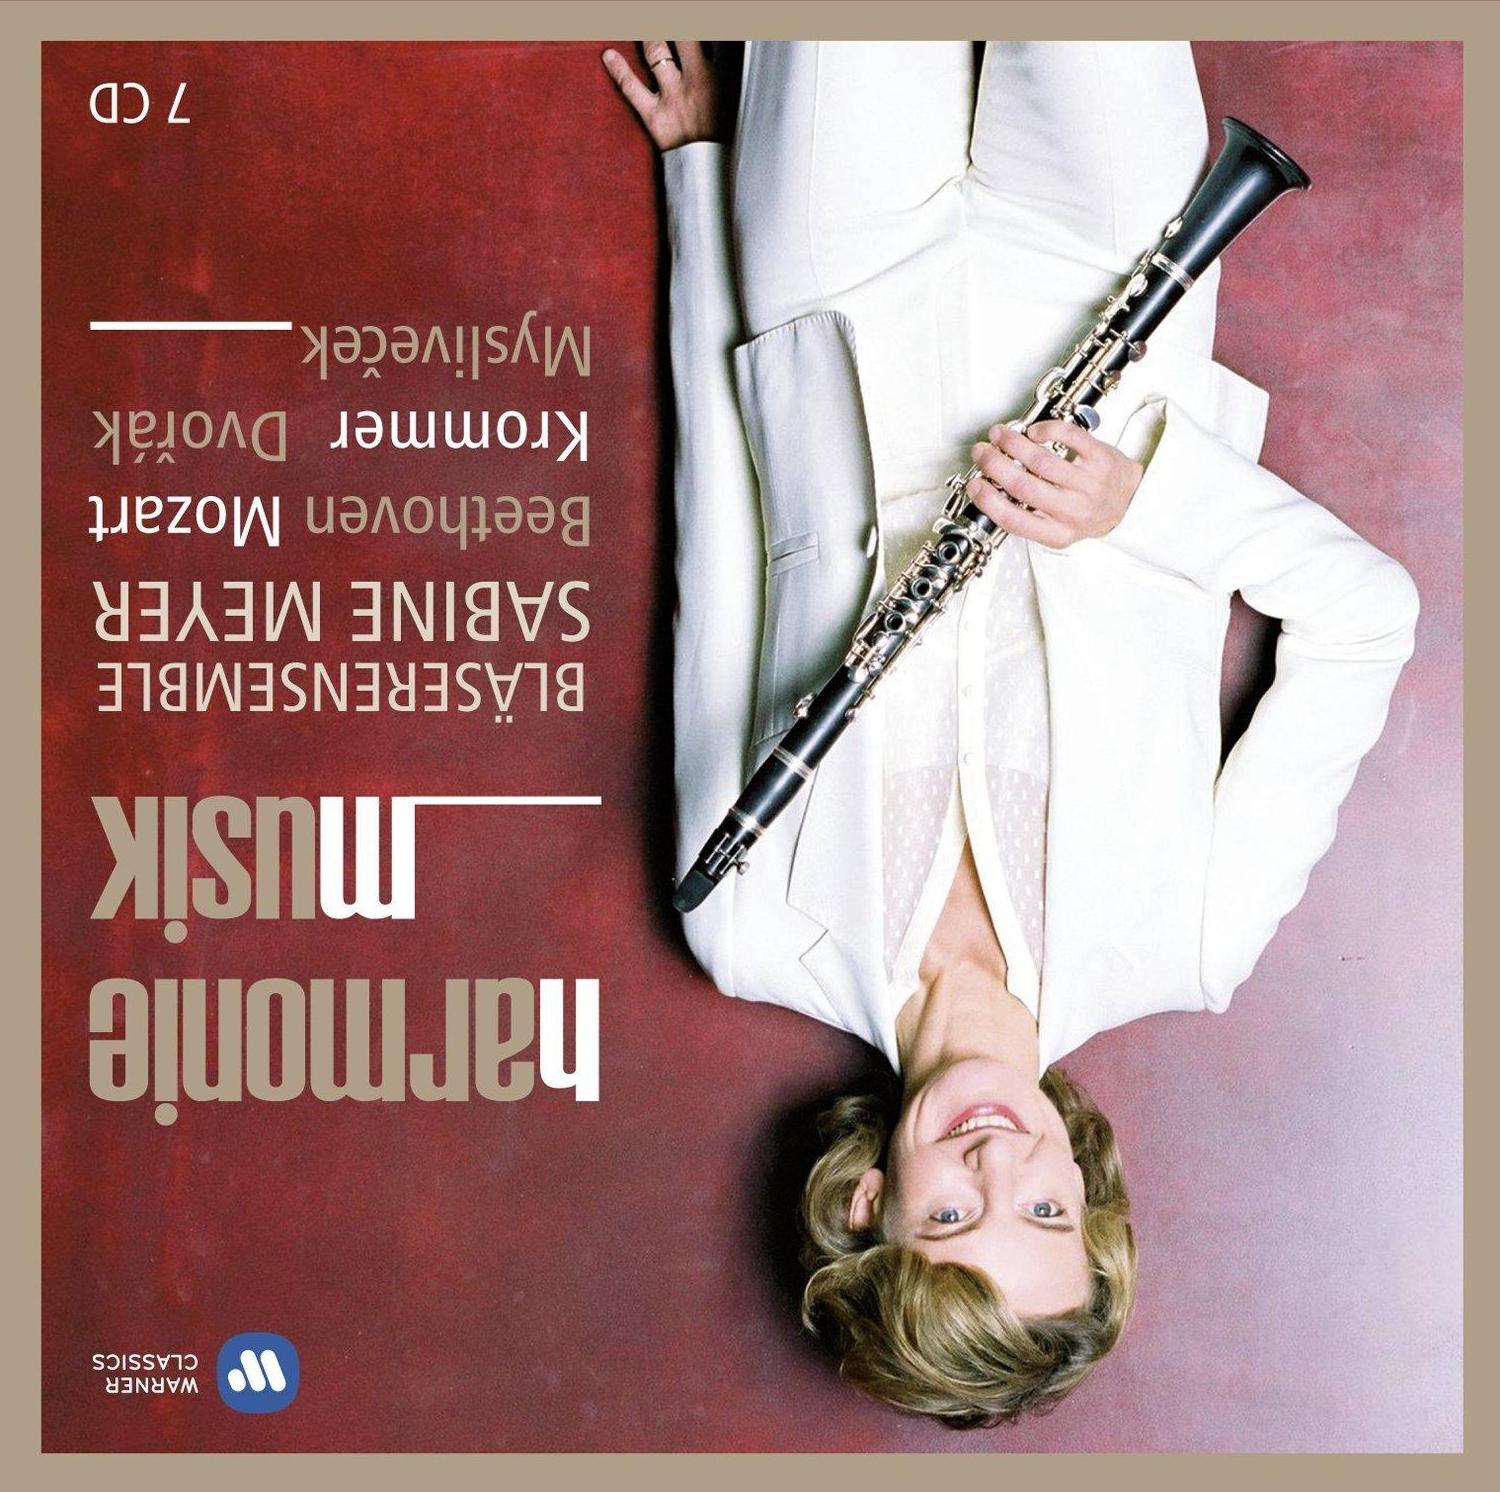 WARNER
CLASSICS
harmonie
musik
BLÄSERENSEMBLE
SABINE MEYER
Beethoven Mozart
Krommer Dvořák
Mysliveček
7 CD